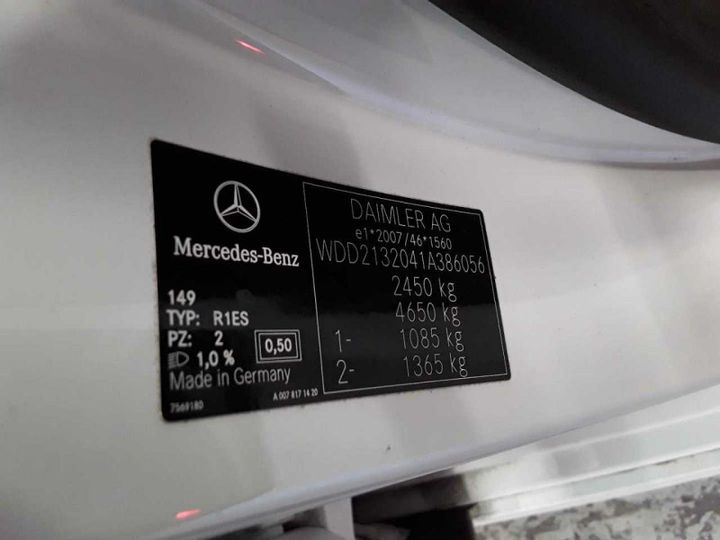 Mercedes-Benz
149
TYP: R1ES
PZ: 2
1,0 %
0,50
Made in Germany
7569180
A 007 817 14 20
DAIMLER AG
e1*2007/46*1560
WDD2132041A386056
2450 kg
4650 kg
1- 1085 kg
2- 1365 kg